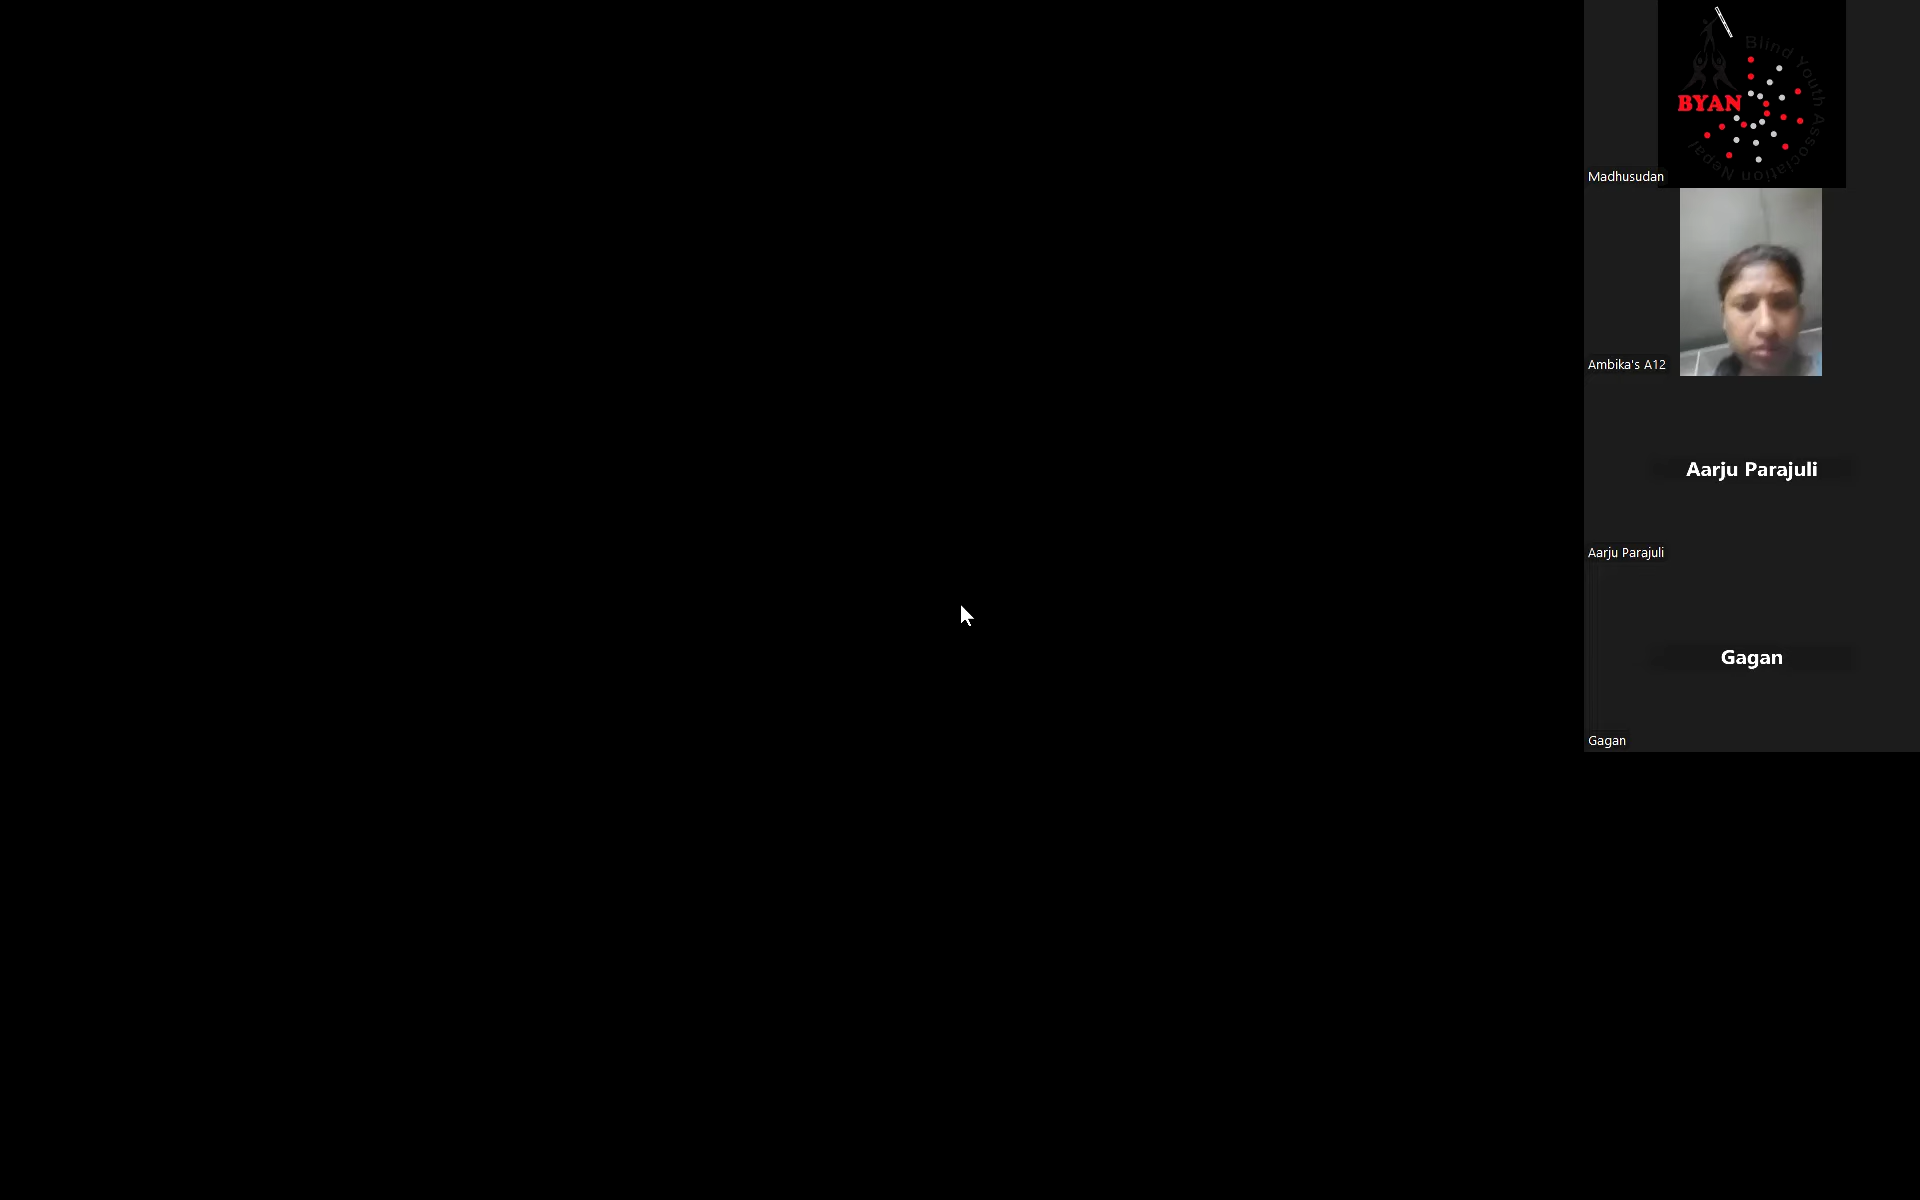 Blind Youth Association Nepal
BYAN
Madhusudan
Ambika's A12
Aarju Parajuli
Aarju Parajuli
Gagan
Gagan